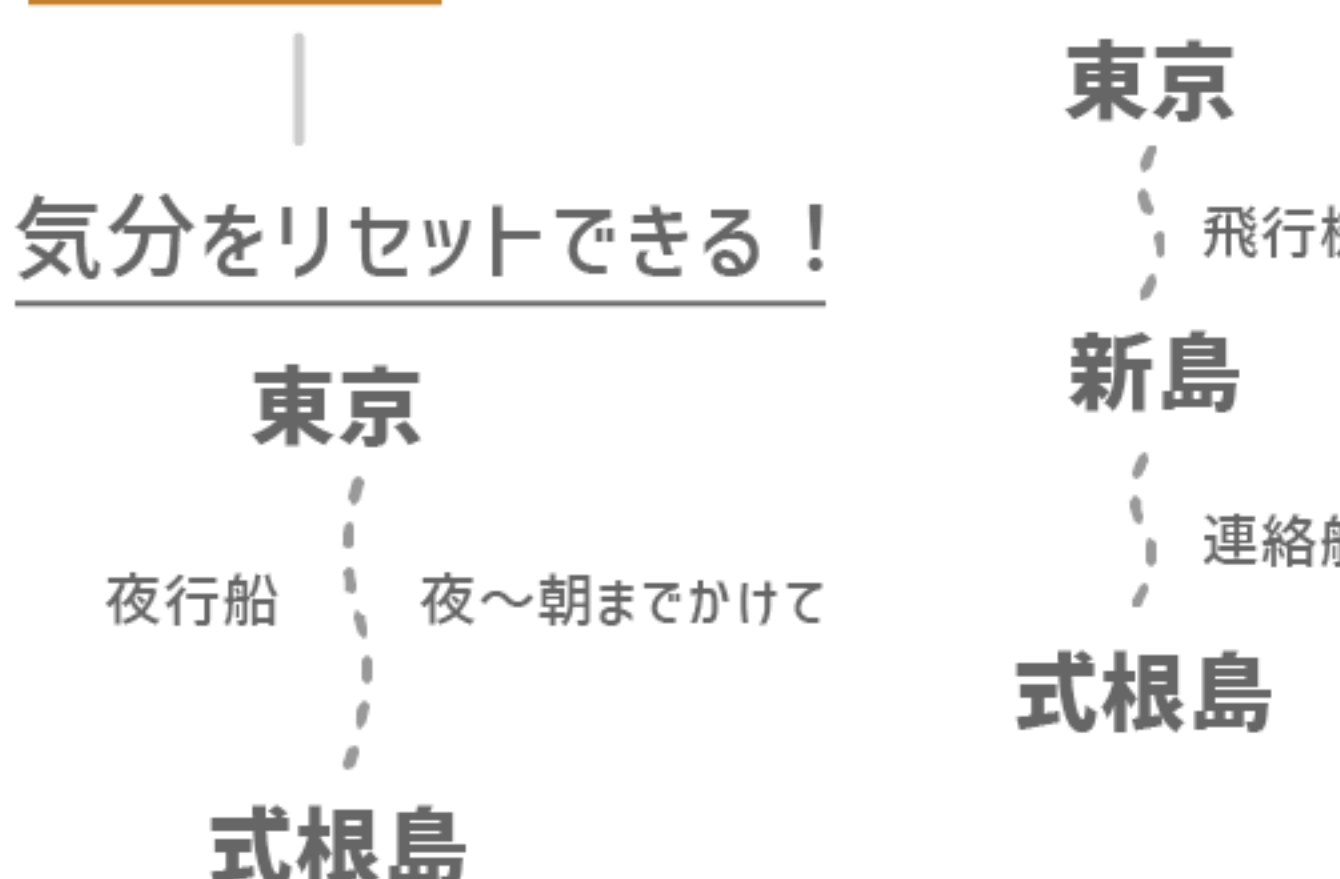 気分をリセットできる！
東京
夜行船
夜〜朝までかけて
式根島
東京
飛行
新島
連絡
式根島